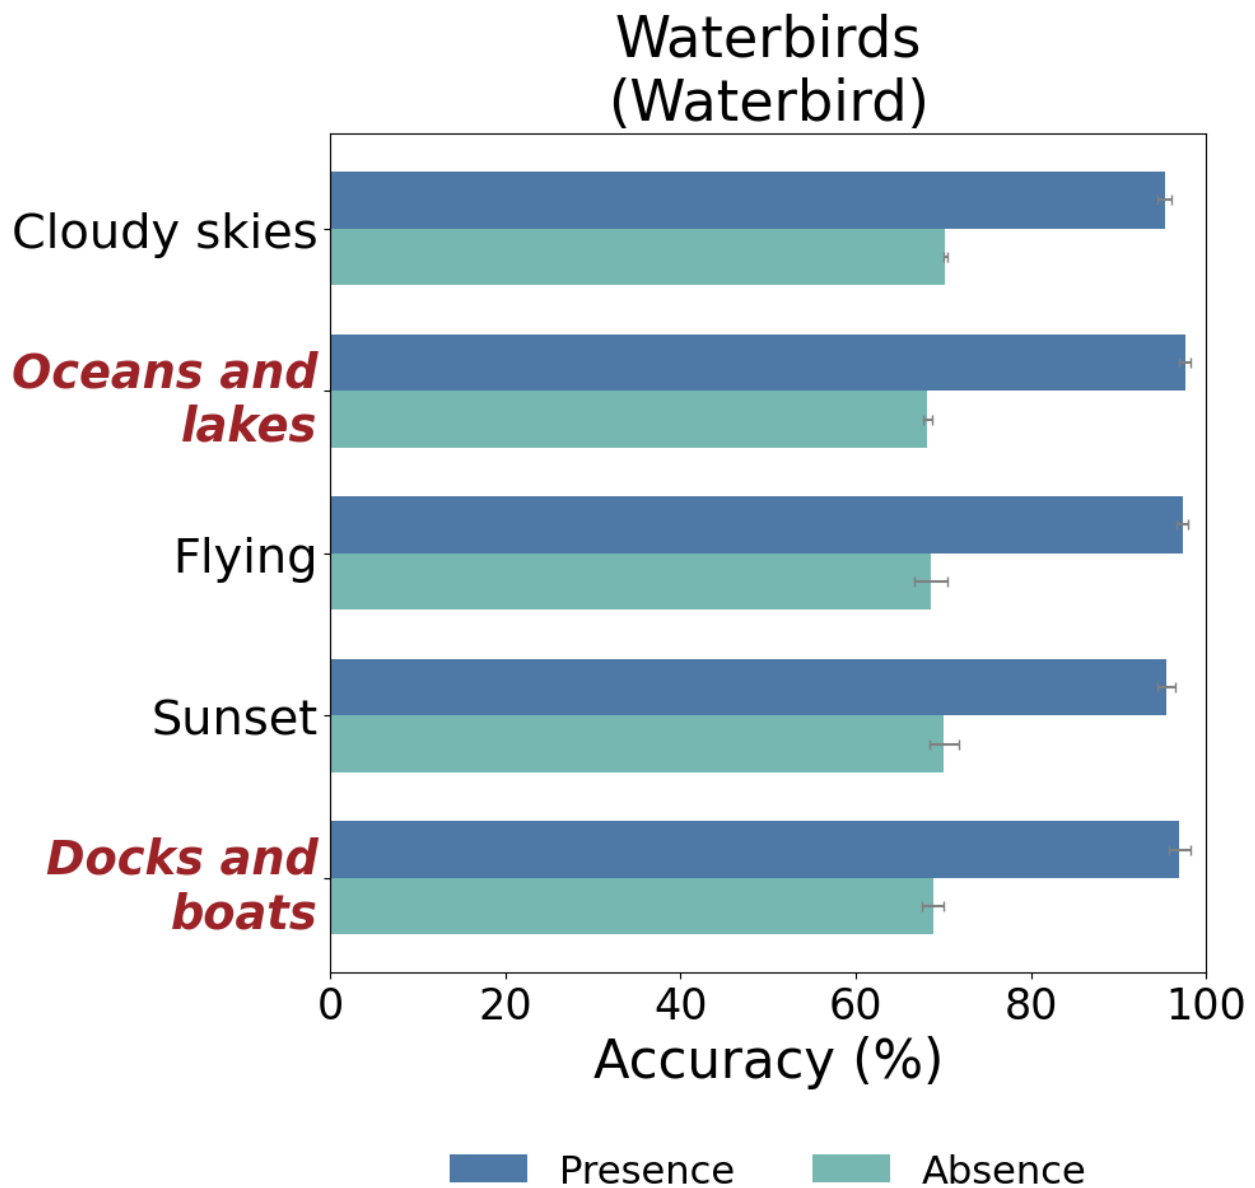 Waterbirds
(Waterbird)
Cloudy skies
Oceans and
lakes
Flying
Sunset
Docks and
boats
0 20 40 60 80 100
Accuracy (%)
Presence Absence